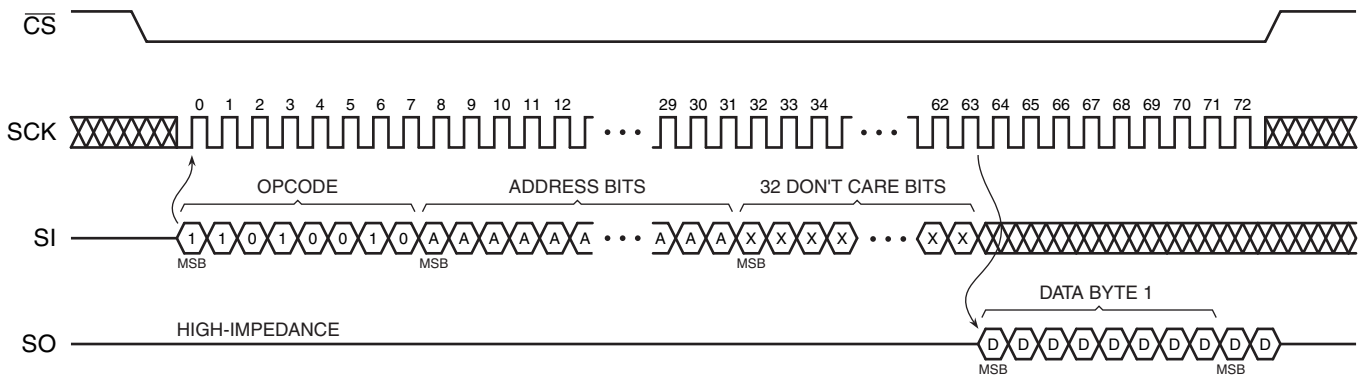 CS
0 1 2 3 4 5 6 7 8 9 10 11 12 29 30 31 32 33 34 62 63 64 65 66 67 68 69 70 71 72
SCK
OPCODE ADDRESS BITS 32 DON'T CARE BITS
SI 1 1 0 1 0 0 1 0 A A A A A A A A A X X X X X X
MSB MSB MSB
DATA BYTE 1
HIGH-IMPEDANCE
SO D D D D D D D D D D
MSB MSB